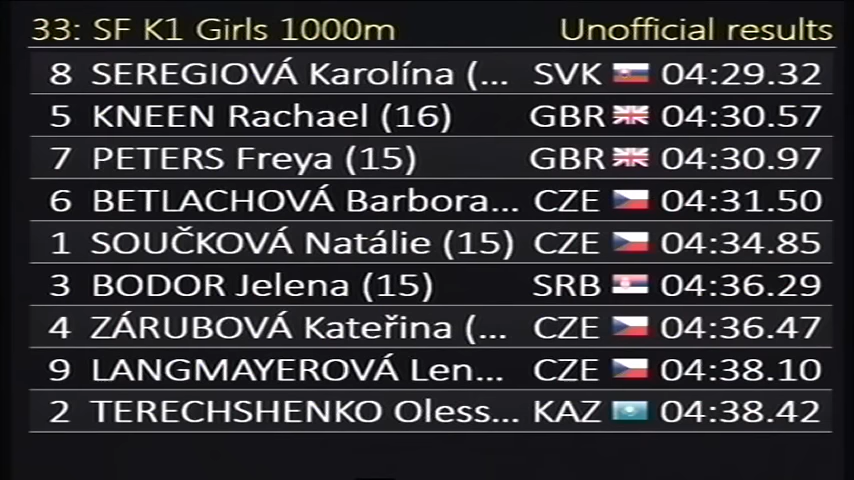 33: SF K1 Girls 1000m Unofficial results
8 SEREGIOVÁ Karolína (... SVK 04:29.32
5 KNEEN Rachael (16) GBR 04:30.57
7 PETERS Freya (15) GBR 04:30.97
6 BETLACHOVÁ Barbora... CZE 04:31.50
1 SOUČKOVÁ Natálie (15) CZE 04:34.85
3 BODOR Jelena (15) SRB 04:36.29
4 ZÁRUBOVÁ Kateřina (... CZE 04:36.47
9 LANGMAYEROVÁ Len... CZE 04:38.10
2 TERECHSHENKO Oless... KAZ 04:38.42